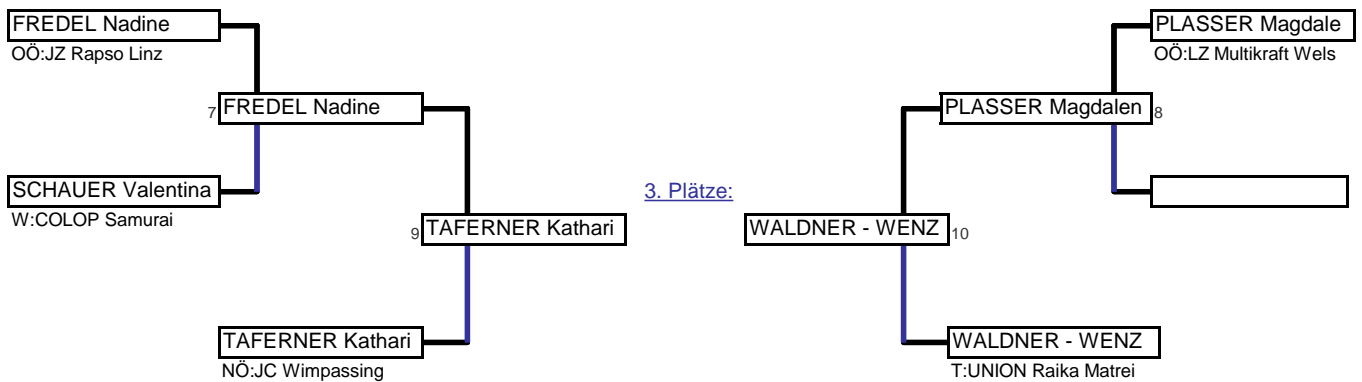 FREDEL Nadine
OÖ:JZ Rapso Linz
7 FREDEL Nadine
SCHAUER Valentina
W:COLOP Samurai
9 TAFERNER Kathari
TAFERNER Kathari
NÖ:JC Wimpassing
3. Plätze:
PLASSER Magdale
OÖ:LZ Multikraft Wels
PLASSER Magdalen 8
WALDNER - WENZ 10
WALDNER - WENZ
T:UNION Raika Matrei